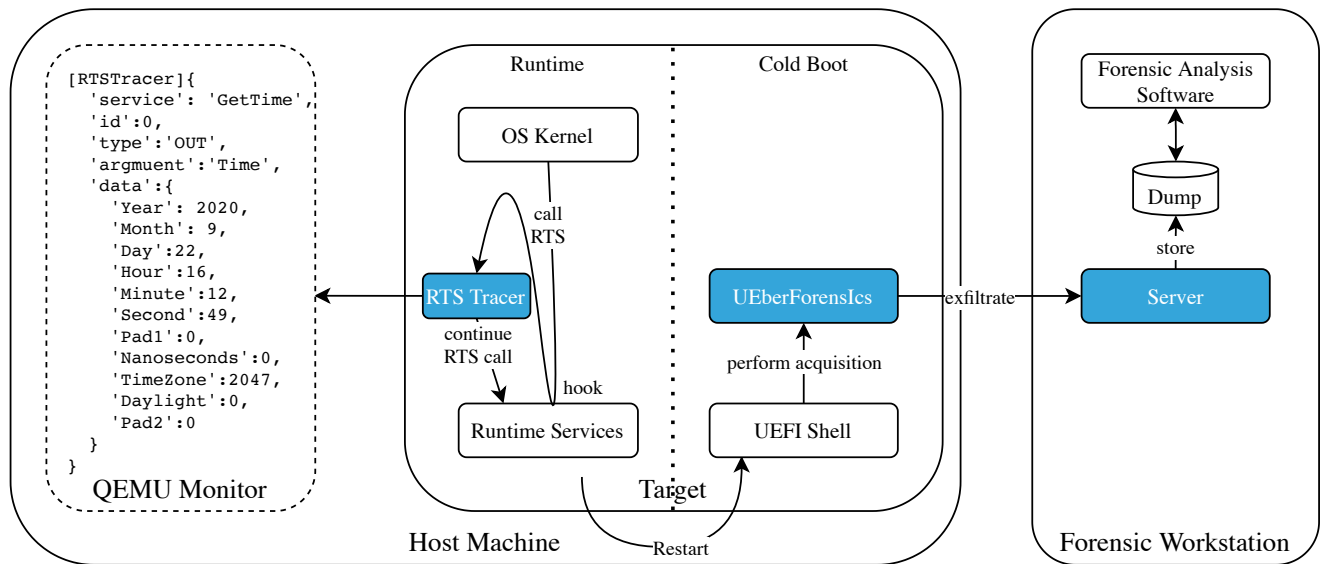 [RTSTracer]{
'service': 'GetTime',
'id':0,
'type':'OUT',
'argmuent':'Time',
'data':{
'Year': 2020,
'Month': 9,
'Day':22,
'Hour':16,
'Minute':12,
'Second':49,
'Pad1':0,
'Nanoseconds':0,
'TimeZone':2047,
'Daylight':0,
'Pad2':0
}
}
QEMU Monitor
Runtime
OS Kernel
call
RTS
RTS Tracer
continue
RTS call
hook
Runtime Services
Cold Boot
UEberForensIcs
perform acquisition
UEFI Shell
Target
Restart
Host Machine
exfiltrate
Forensic Analysis
Software
Dump
store
Server
Forensic Workstation